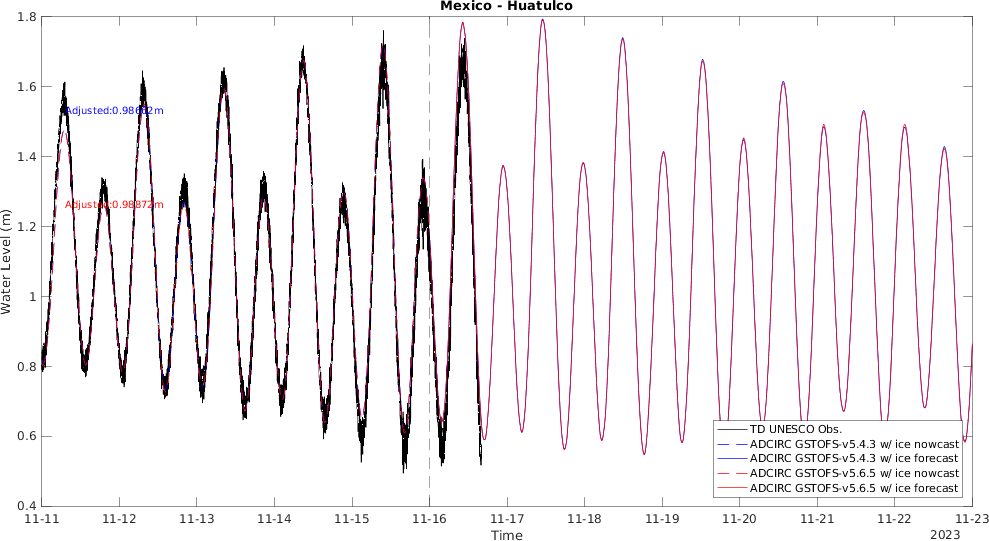 Mexico - Huatulco
1.8
1.6
1.4
1.2
1
0.8
0.6
0.4
Water Level (m)
Adjusted:0.98662m
Adjusted:0.98872m
TD UNESCO Obs.
ADCIRC GSTOFS-v5.4.3 w/ ice nowcast
ADCIRC GSTOFS-v5.4.3 w/ ice forecast
ADCIRC GSTOFS-v5.6.5 w/ ice nowcast
ADCIRC GSTOFS-v5.6.5 w/ ice forecast
11-11 11-12 11-13 11-14 11-15 11-16 11-17 11-18 11-19 11-20 11-21 11-22 11-23
Time
2023